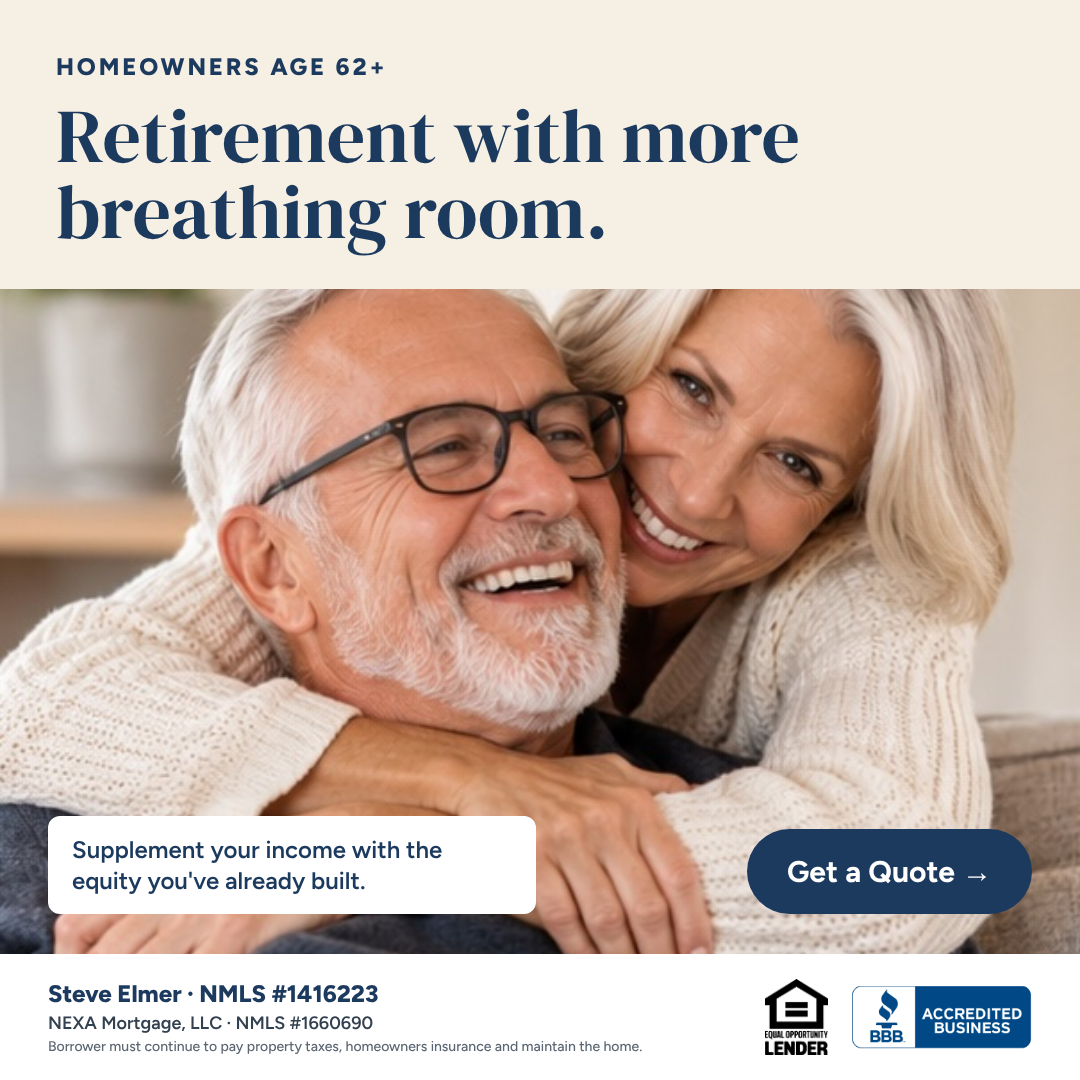 HOMEOWNERS AGE 62+
Retirement with more
breathing room.
Supplement your income with the
equity you've already built.
Get a Quote →
Steve Elmer · NMLS #1416223
NEXA Mortgage, LLC · NMLS #1660690
Borrower must continue to pay property taxes, homeowners insurance and maintain the home.
EQUAL OPPORTUNITY
LENDER
BBB
ACCREDITED
BUSINESS